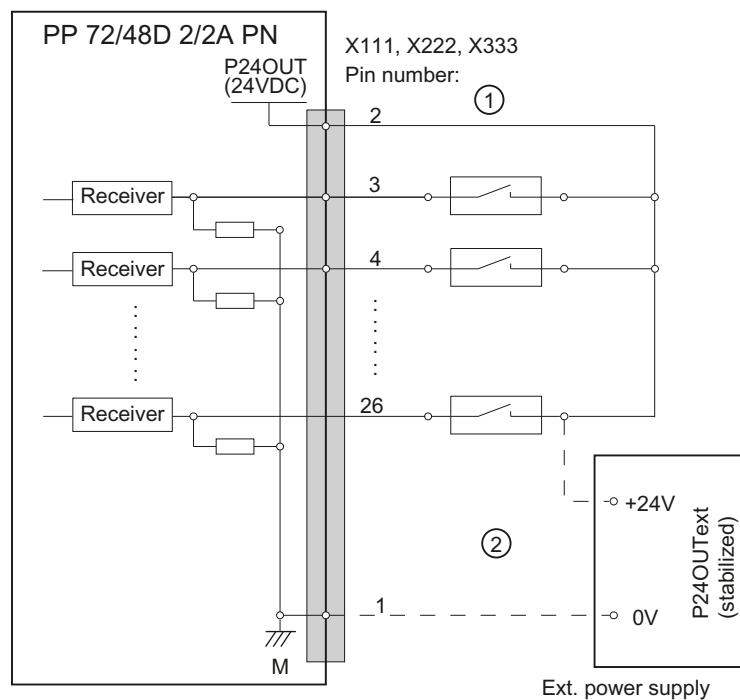 PP 72/48D 2/2A PN
X111, X222, X333
Pin number:
P24OUT
(24VDC)
1
2
Receiver
3
Receiver
4
Receiver
26
+24V
P24OUText
(stabilized)
2
1
0V
M
Ext. power supply